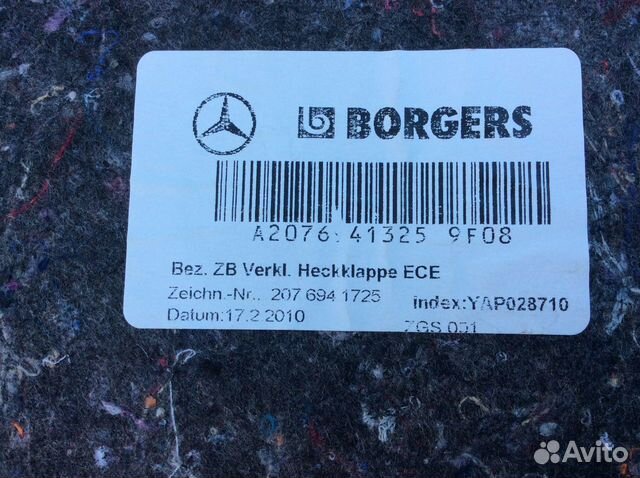 BORGERS
A2076 41325 9F08
Bez. ZB Verkl. Heckklappe ECE
Zeichn.-Nr.. 207 694 1725
index:YAP028710
Datum:17.2.2010
ZGS 001
Avito